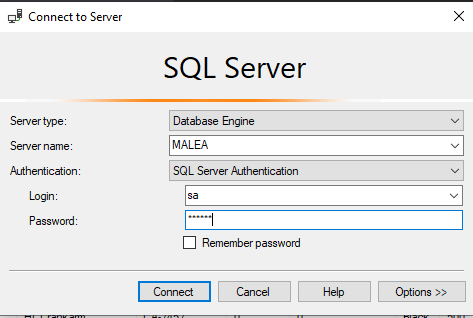 Connect to Server
SQL Server
Server type: Database Engine
Server name: MALEA
Authentication: SQL Server Authentication
Login: sa
Password: ******
Remember password
Connect Cancel Help Options >>